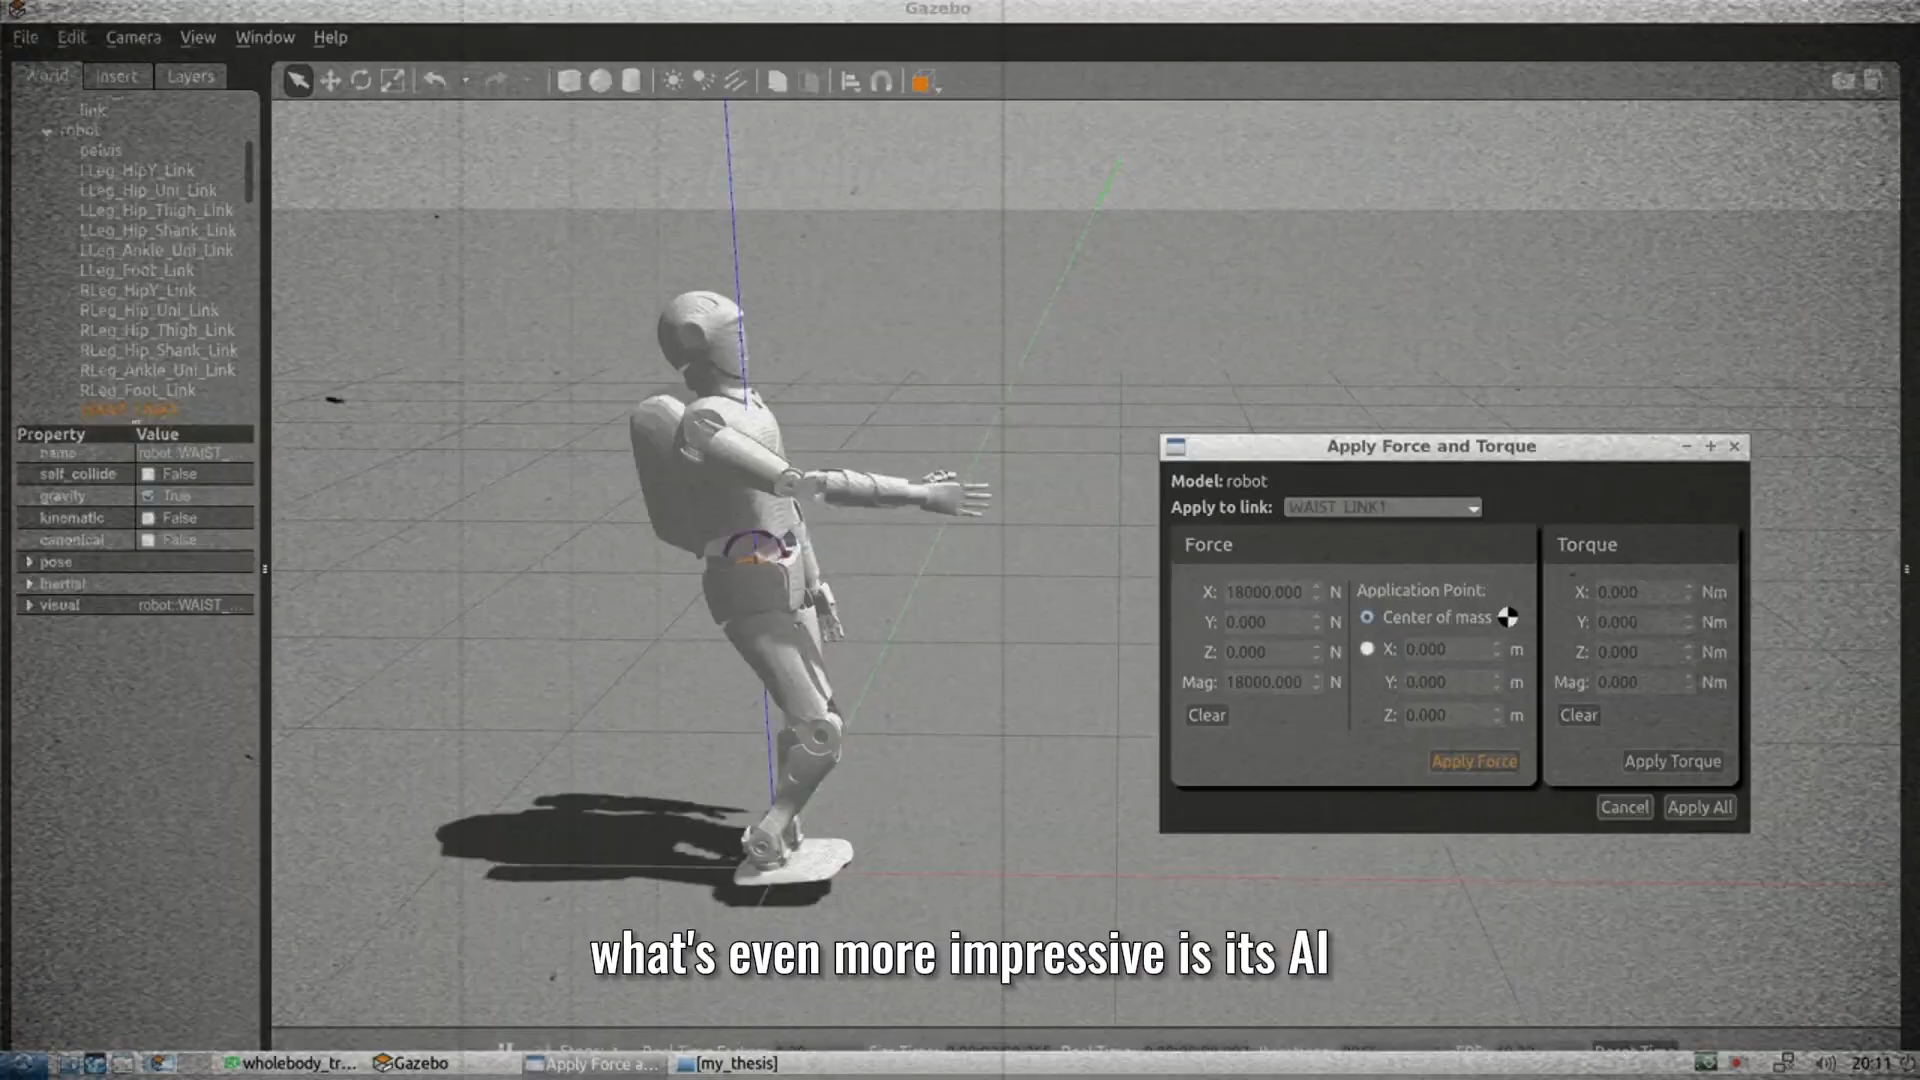 Gazebo
File Edit Camera View Window Help
World Insert Layers
link
robot
pelvis
LLeg_HipY_Link
LLeg_Hip_Uni_Link
LLeg_Hip_Thigh_Link
LLeg_Hip_Shank_Link
LLeg_Ankle_Uni_Link
LLeg_Foot_Link
RLeg_HipY_Link
RLeg_Hip_Uni_Link
RLeg_Hip_Thigh_Link
RLeg_Hip_Shank_Link
RLeg_Ankle_Uni_Link
RLeg_Foot_Link
Property Value
name robot::WAIST_...
self_collide False
gravity True
kinematic False
canonical False
pose
inertial
visual robot::WAIST_...
Apply Force and Torque
Model: robot
Apply to link: WAIST_LINK1
Force
X: 18000.000 N
Y: 0.000 N
Z: 0.000 N
Mag: 18000.000 N
Clear
Application Point:
Center of mass
X: 0.000 m
Y: 0.000 m
Z: 0.000 m
Apply Force
Torque
X: 0.000 Nm
Y: 0.000 Nm
Z: 0.000 Nm
Mag: 0.000 Nm
Clear
Apply Torque
Cancel Apply All
what's even more impressive is its AI
wholebody_tr... Gazebo Apply Force a... [my_thesis] 20:11